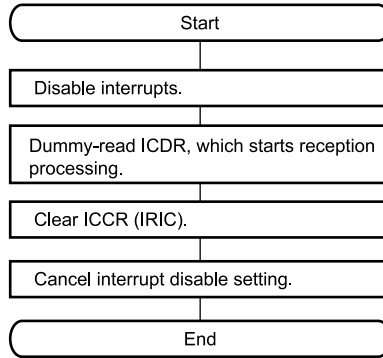 Start
Disable interrupts.
Dummy-read ICDR, which starts reception
processing.
Clear ICCR (IRIC).
Cancel interrupt disable setting.
End